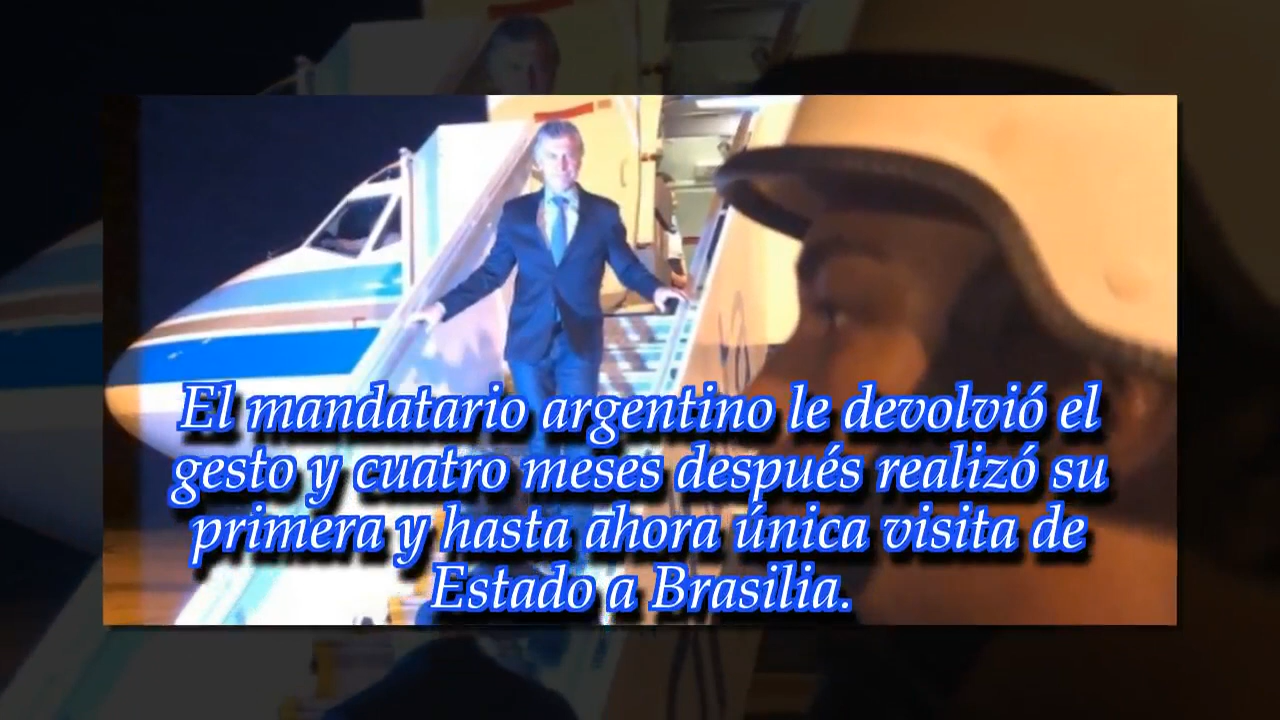 El mandatario argentino le devolvió el
gesto y cuatro meses después realizó su
primera y hasta ahora única visita de
Estado a Brasilia.